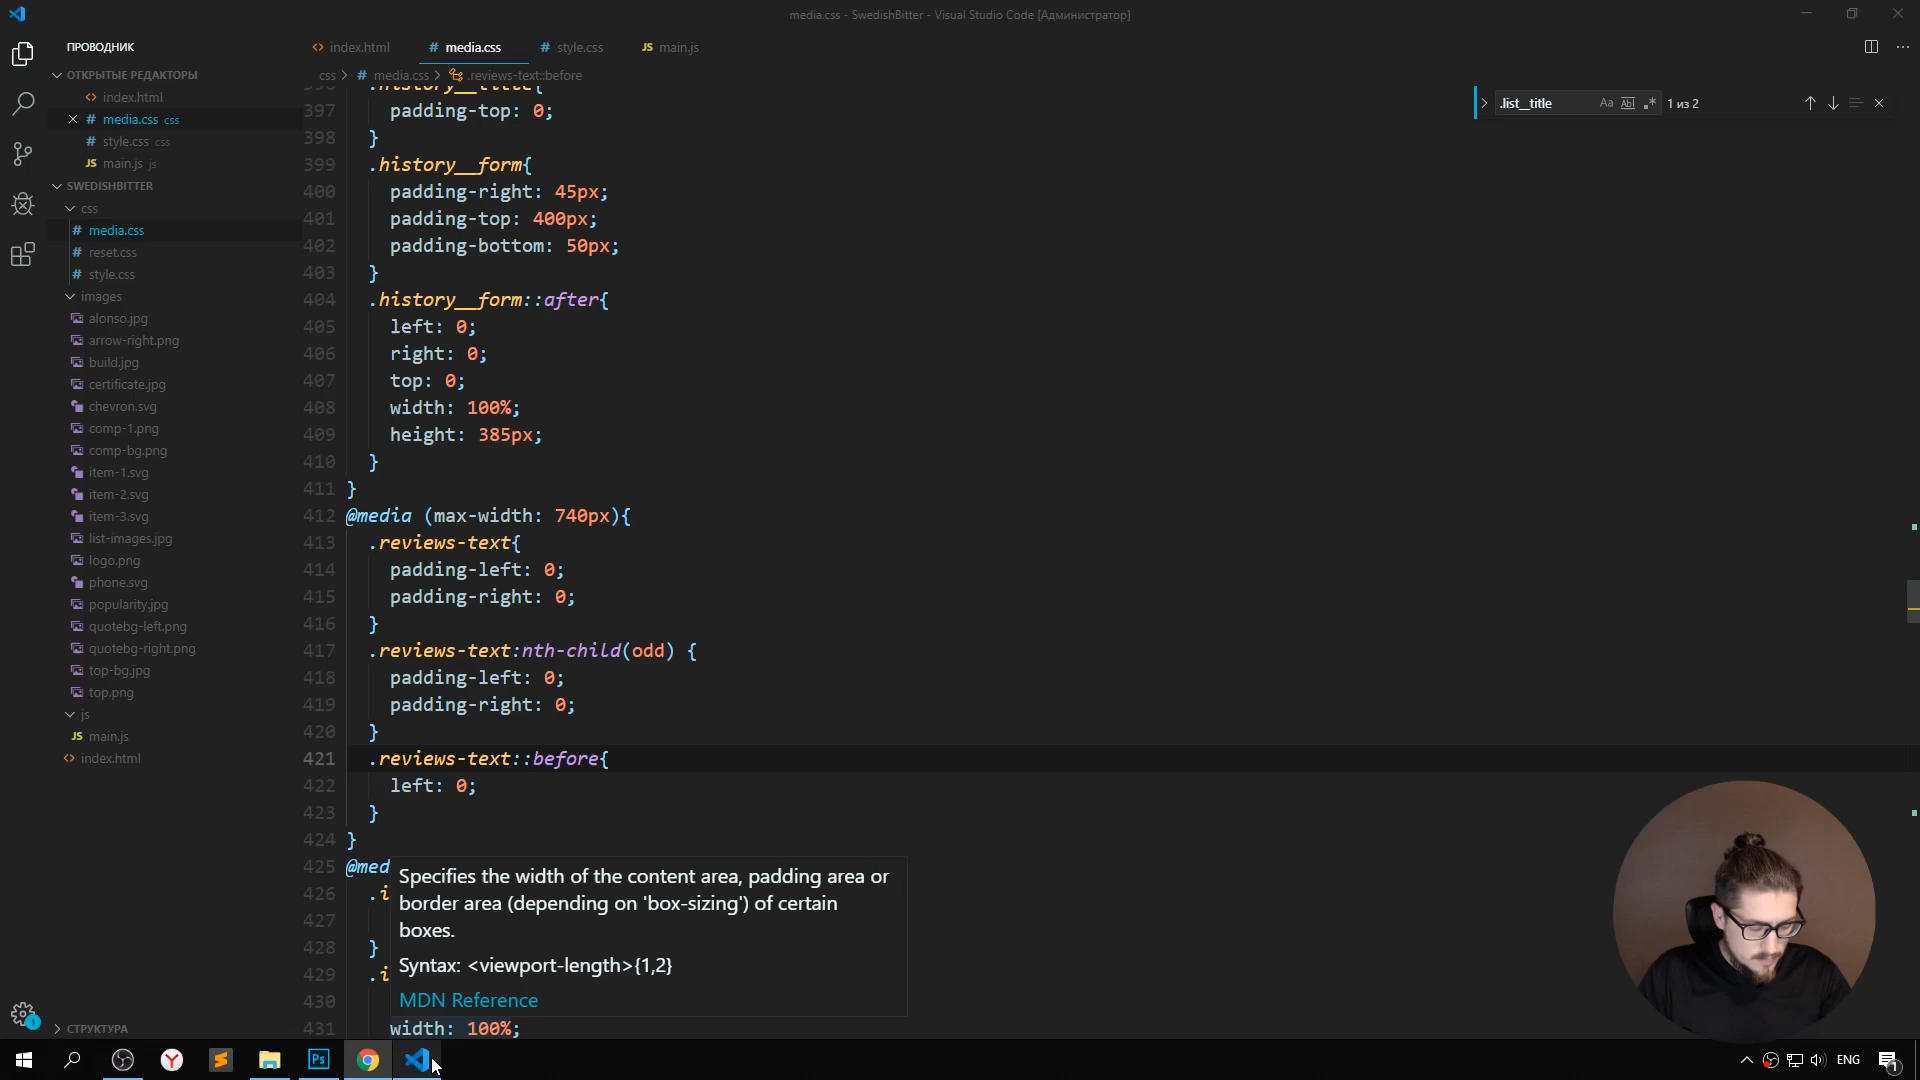 media.css - SwedishBitter - Visual Studio Code [Администратор]
ПРОВОДНИК
ОТКРЫТЫЕ РЕДАКТОРЫ
index.html
media.css css
style.css css
JS main.js js
SWEDISHBITTER
css
# media.css
# reset.css
# style.css
images
alonso.jpg
arrow-right.png
build.jpg
certificate.jpg
chevron.svg
comp-1.png
comp-bg.png
item-1.svg
item-2.svg
item-3.svg
list-images.jpg
logo.png
phone.svg
popularity.jpg
quotebg-left.png
quotebg-right.png
top-bg.jpg
top.png
js
JS main.js
index.html
СТРУКТУРА
index.html
# media.css
# style.css
JS main.js
css > # media.css > .reviews-text::before
.list__title
Aa Abl
1 из 2
396 .history__title{
397 padding-top: 0;
398 }
399 .history__form{
400 padding-right: 45px;
401 padding-top: 400px;
402 padding-bottom: 50px;
403 }
404 .history__form::after{
405 left: 0;
406 right: 0;
407 top: 0;
408 width: 100%;
409 height: 385px;
410 }
411 }
412 @media (max-width: 740px){
413 .reviews-text{
414 padding-left: 0;
415 padding-right: 0;
416 }
417 .reviews-text:nth-child(odd) {
418 padding-left: 0;
419 padding-right: 0;
420 }
421 .reviews-text::before{
422 left: 0;
423 }
424 }
425 @med
426 .i
427
428 }
429 .i
430
431 width: 100%;
Specifies the width of the content area, padding area or
border area (depending on 'box-sizing') of certain
boxes.
Syntax: <viewport-length>{1,2}
MDN Reference
1
Ps
ENG
1